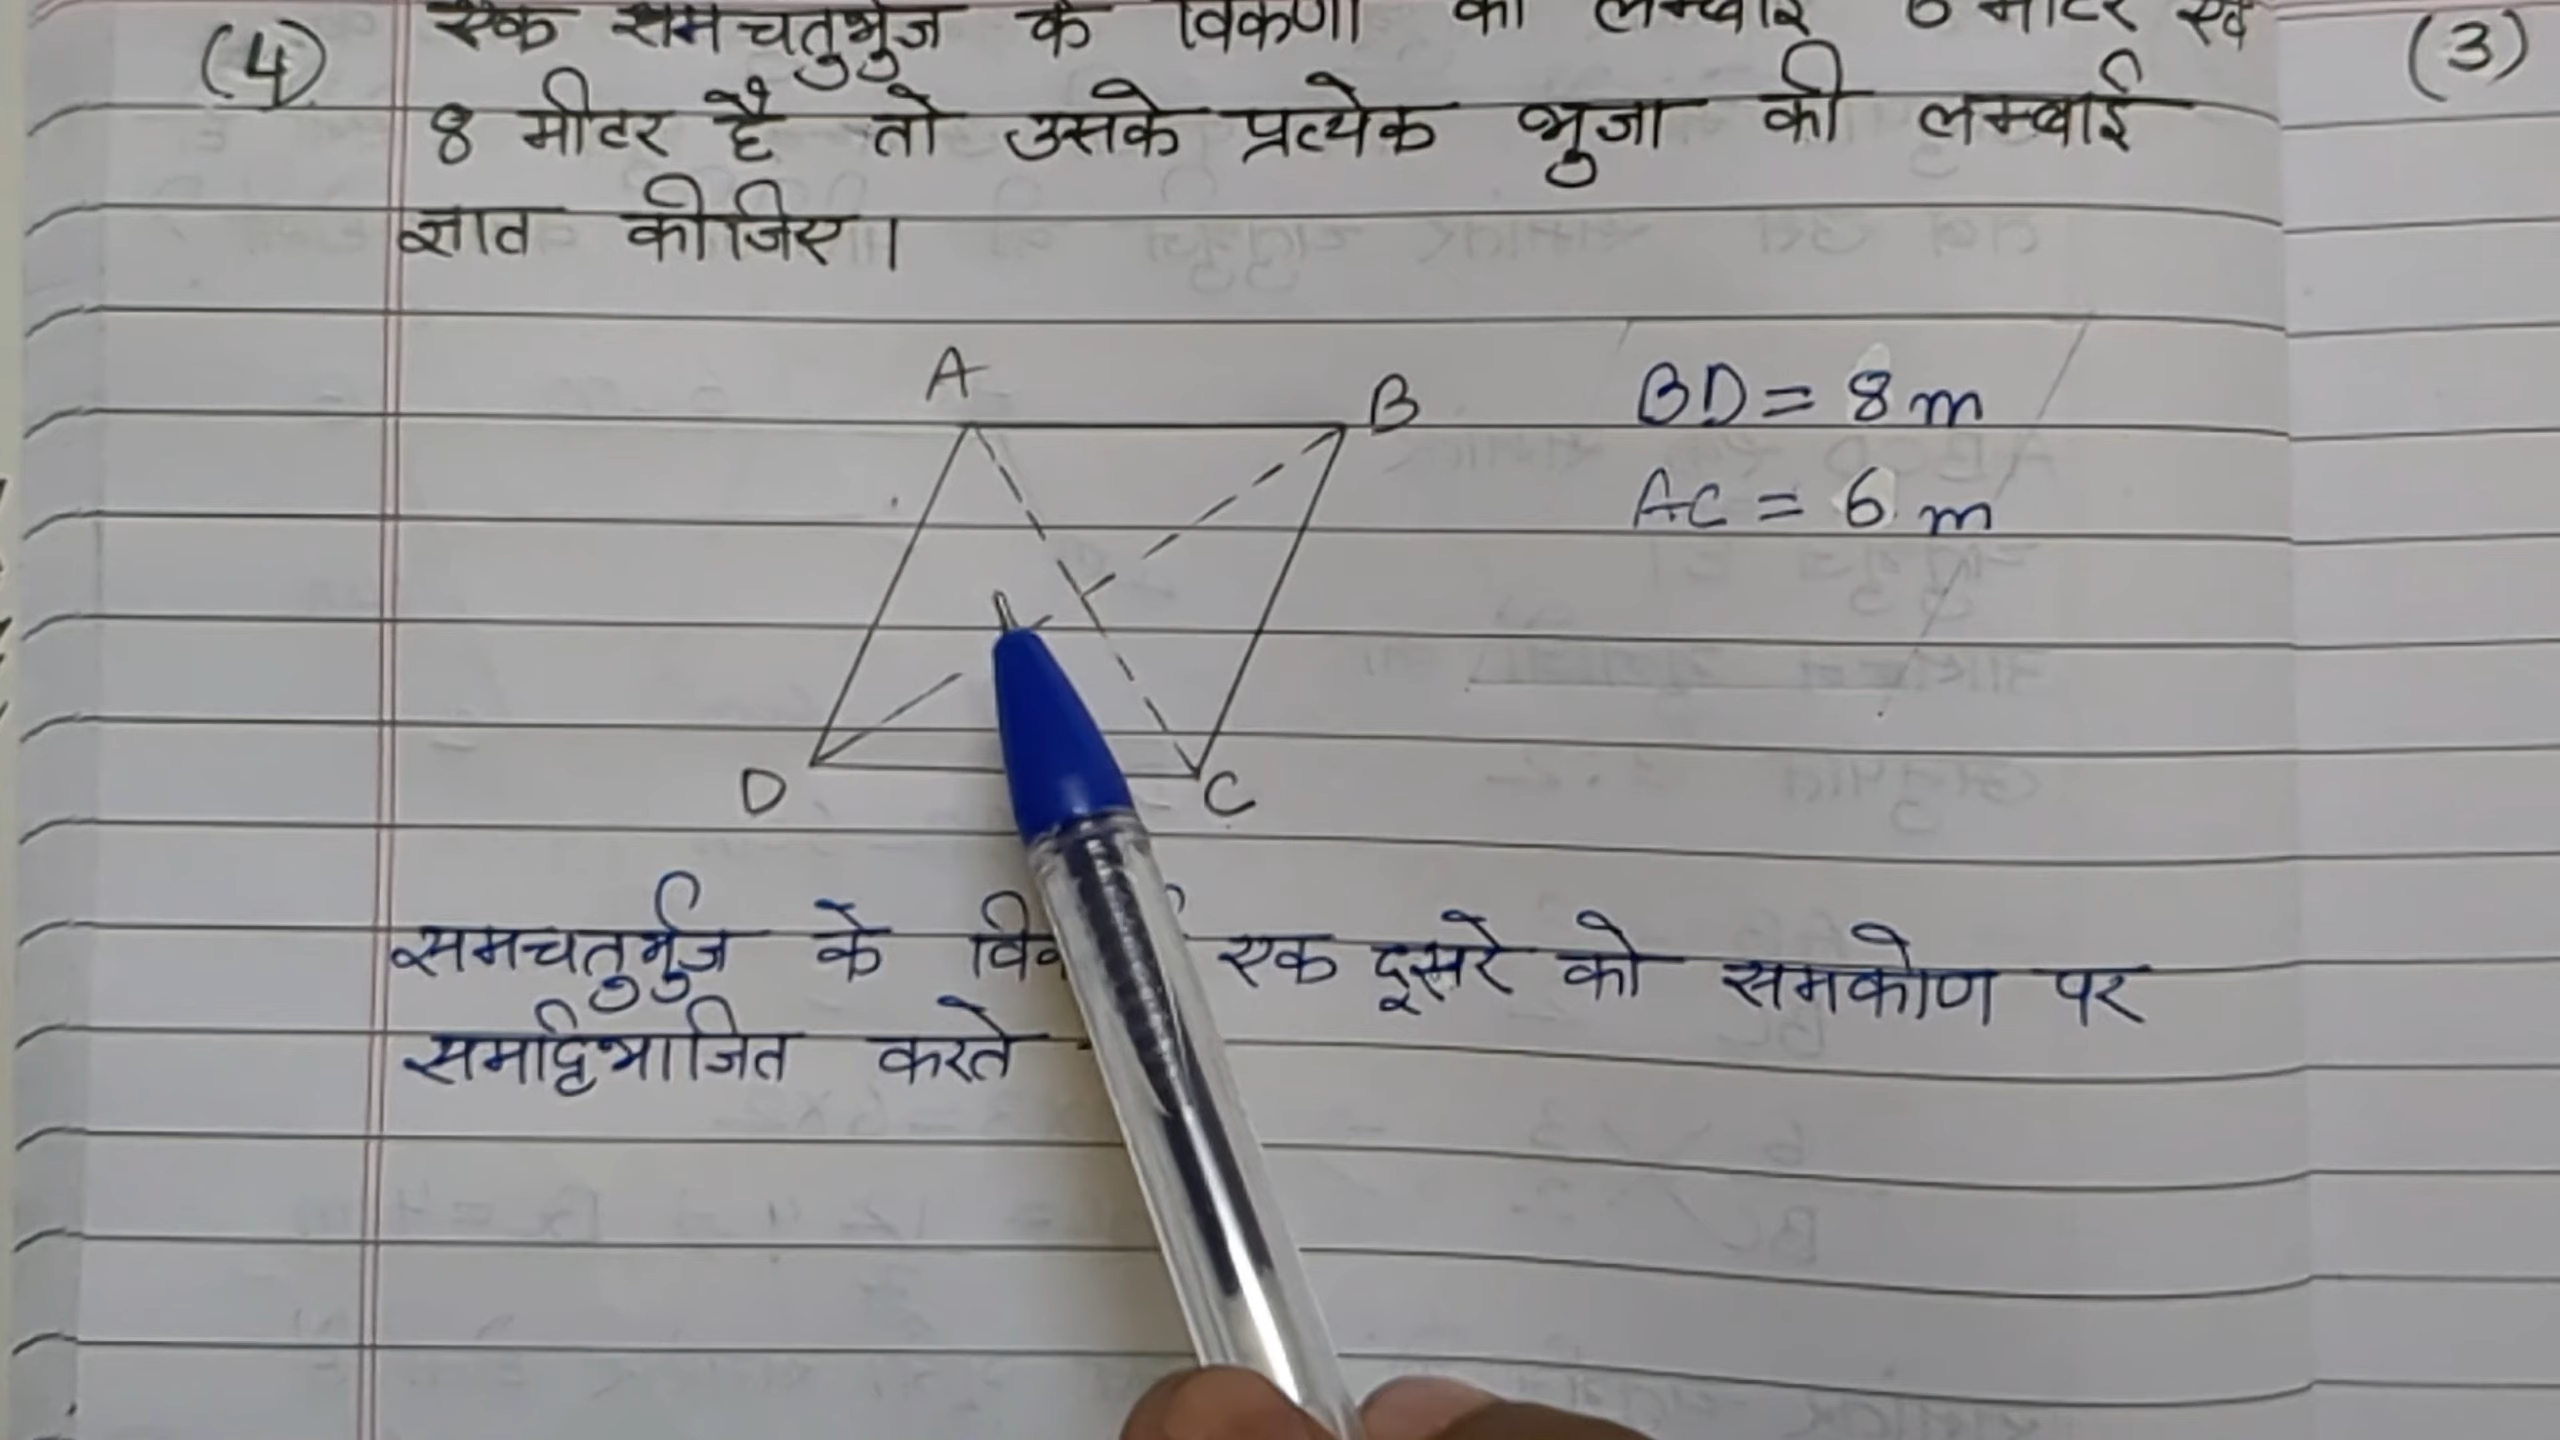 (4) एक समचतुर्भुज के विकर्णो की लम्बाई 6 मीटर एवं (3)
8 मीटर है तो उसके प्रत्येक भुजा की लम्बाई
ज्ञात कीजिए।
A
B
BD = 8 m
AC = 6 m
D
C
समचतुर्भुज के एक दूसरे को समकोण पर
समद्विभाजित करते